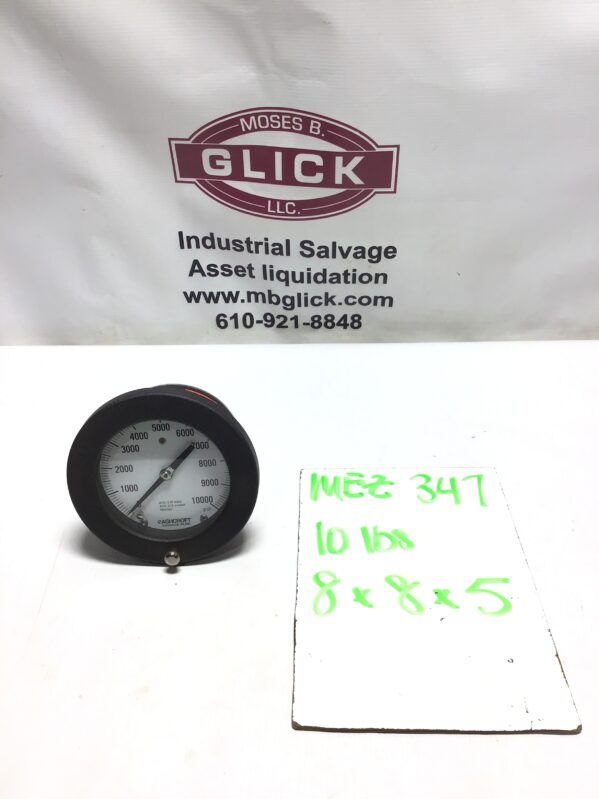 MOSES B.
GLICK
LLC.
Industrial Salvage
Asset liquidation
www.mbglick.com
610-921-8848
5000
4000
6000
3000
7000
2000
8000
1000
9000
10000
ASHCROFT
MEZ 347
10 lbs
8 x 8 x 5